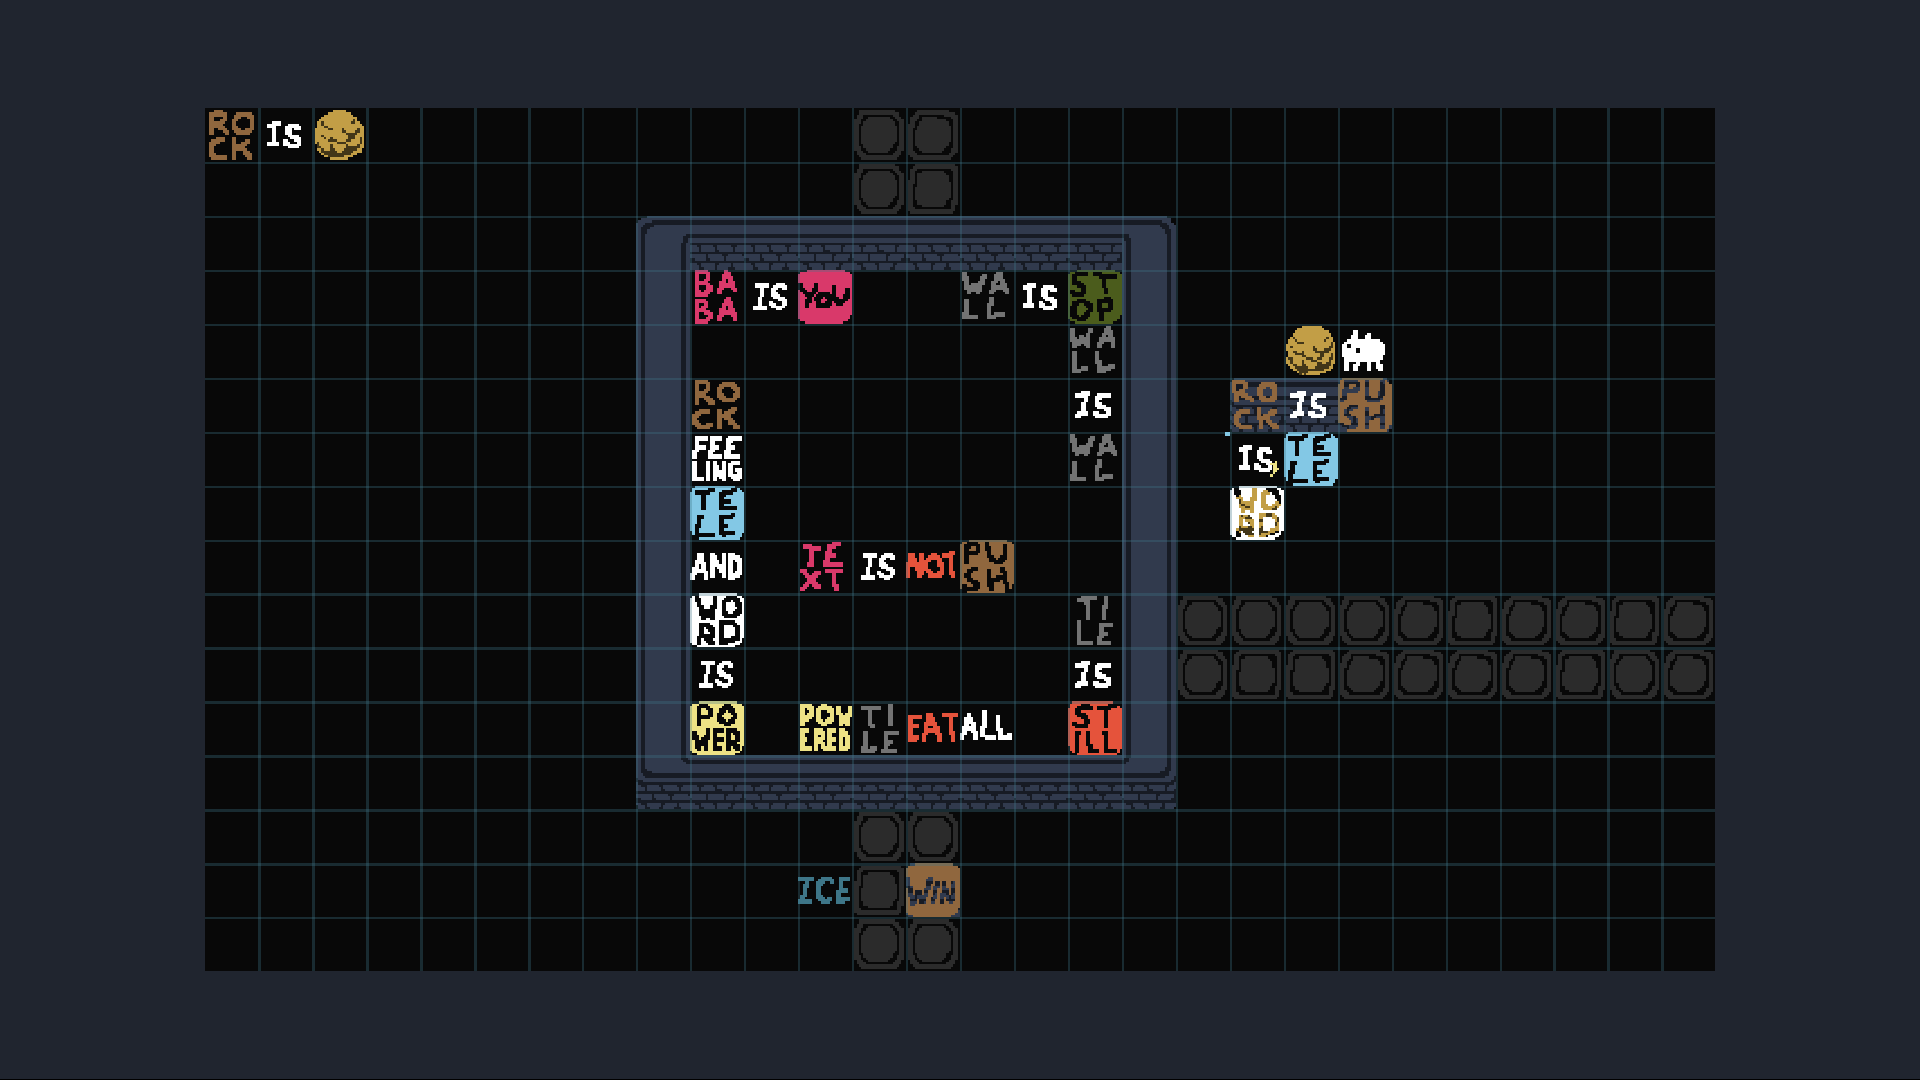 ROCK IS
BABA IS YOU WALL IS STOP
WALL
ROCK IS ROCK IS PUSH
FEELING WALL IS TELE
TELE WORD
AND TEXT IS NOT PUSH
WORD TILE
IS IS
POWER POWERED TILE EAT ALL STILL
ICE WIN